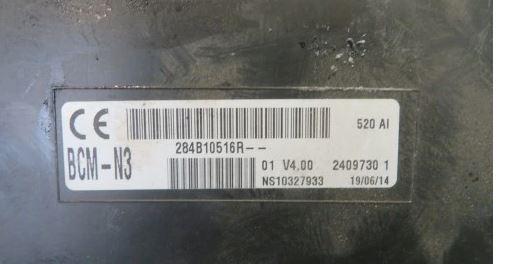 CE 520 AI
284B10516R--
BCM-N3 01 V4.00 2409730 1
NS10327933 19/06/14